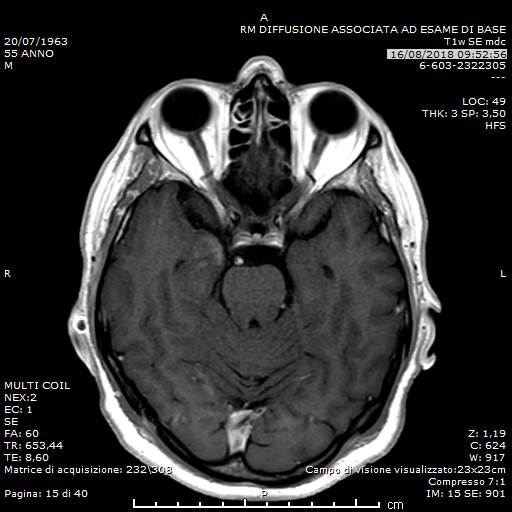 A
RM DIFFUSIONE ASSOCIATA AD ESAME DI BASE
20/07/1963
T1w SE mdc
55 ANNO
16/08/2018 09:52:56
M
6-603-2322305
---
LOC: 49
THK: 3 SP: 3,50
HFS
R
L
MULTI COIL
NEX:2
EC: 1
SE
FA: 60
TR: 653,44
TE: 8,60
Z: 1,19
C: 624
W: 917
Matrice di acquisizione: 232\308
Campo di visione visualizzato:23x23cm
Compresso 7:1
Pagina: 15 di 40
P
IM: 15 SE: 901
cm